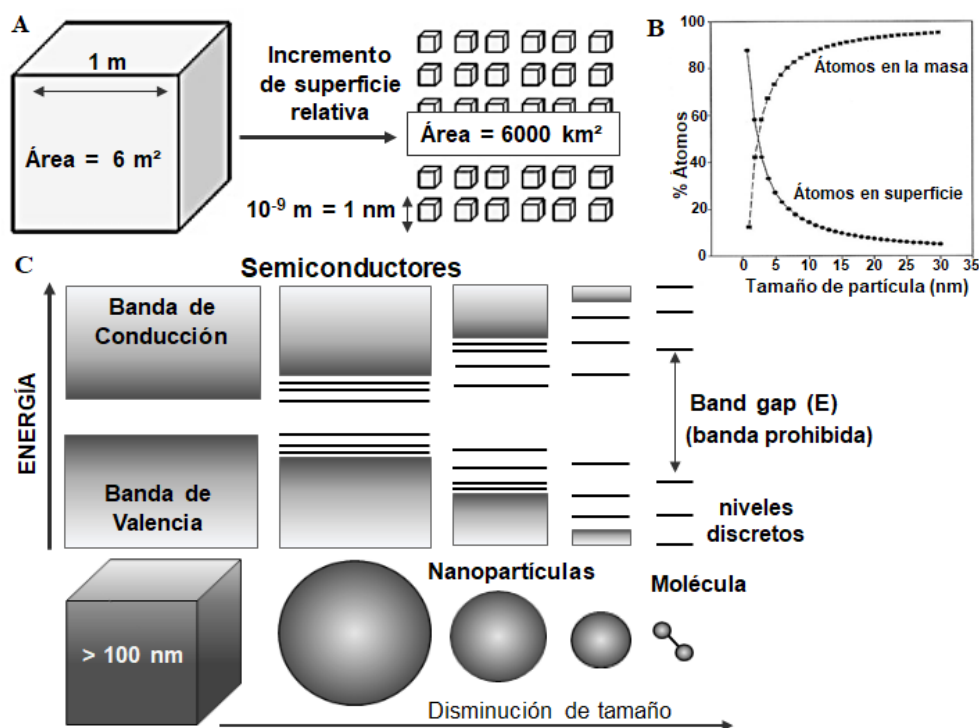 A
1 m
Área = 6 m²
Incremento
de superficie
relativa
Área = 6000 km²
10⁻⁹ m = 1 nm
B
% Átomos
100
80
60
40
20
0
Átomos en la masa
Átomos en superficie
0 5 10 15 20 25 30 35
Tamaño de partícula (nm)
C
Semiconductores
ENERGÍA
Banda de
Conducción
Banda de
Valencia
Band gap (E)
(banda prohibida)
niveles
discretos
Nanopartículas
Molécula
> 100 nm
Disminución de tamaño